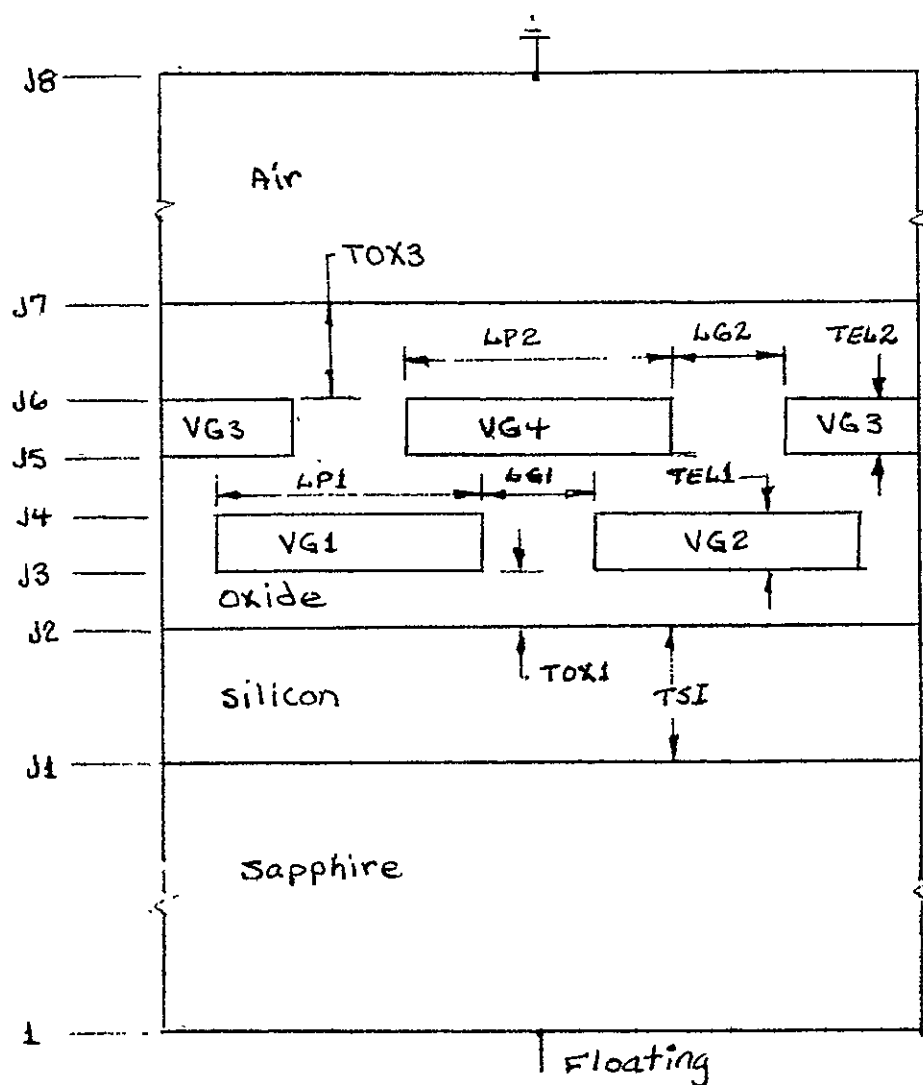 J8
Air
TOX3
J7
LP2
LG2
TEL2
J6
VG3
VG4
VG3
J5
LP1
LG1
TEL1
J4
VG1
VG2
J3
oxide
J2
TOX1
silicon
TSI
J1
Sapphire
1
Floating